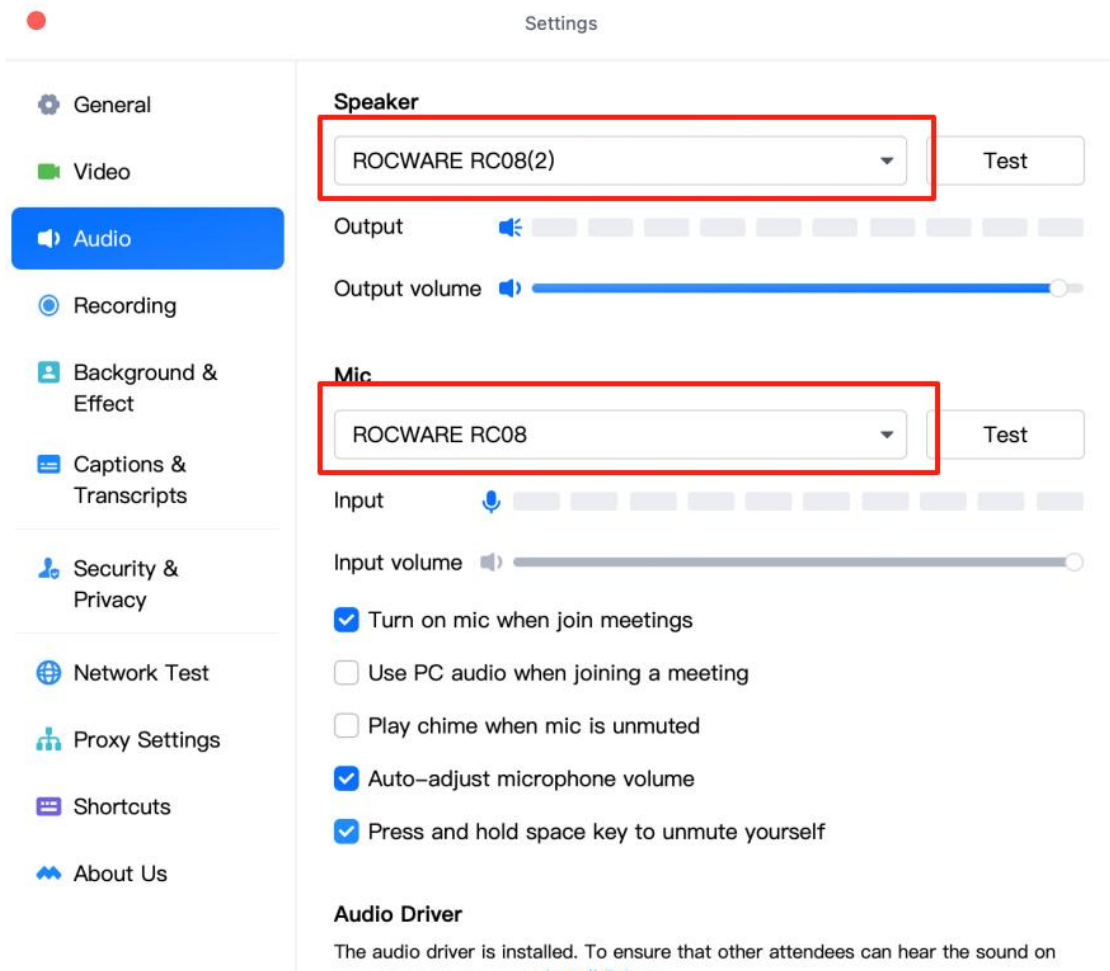 Settings
General
Video
Audio
Recording
Background &
Effect
Captions &
Transcripts
Security &
Privacy
Network Test
Proxy Settings
Shortcuts
About Us
Speaker
ROCWARE RC08(2)
Test
Output
Output volume
Mic
ROCWARE RC08
Test
Input
Input volume
Turn on mic when join meetings
Use PC audio when joining a meeting
Play chime when mic is unmuted
Auto-adjust microphone volume
Press and hold space key to unmute yourself
Audio Driver
The audio driver is installed. To ensure that other attendees can hear the sound on